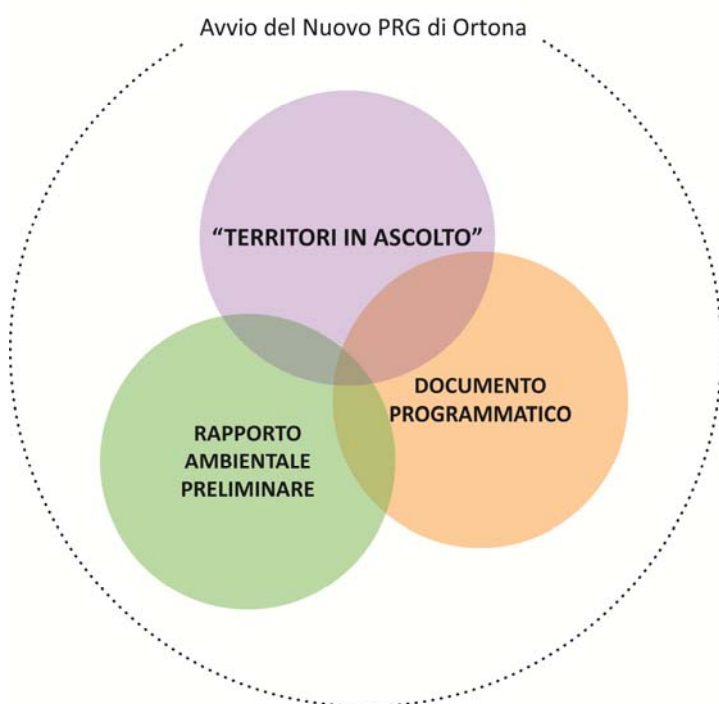 Avvio del Nuovo PRG di Ortona
“TERRITORI IN ASCOLTO”
DOCUMENTO
PROGRAMMATICO
RAPPORTO
AMBIENTALE
PRELIMINARE